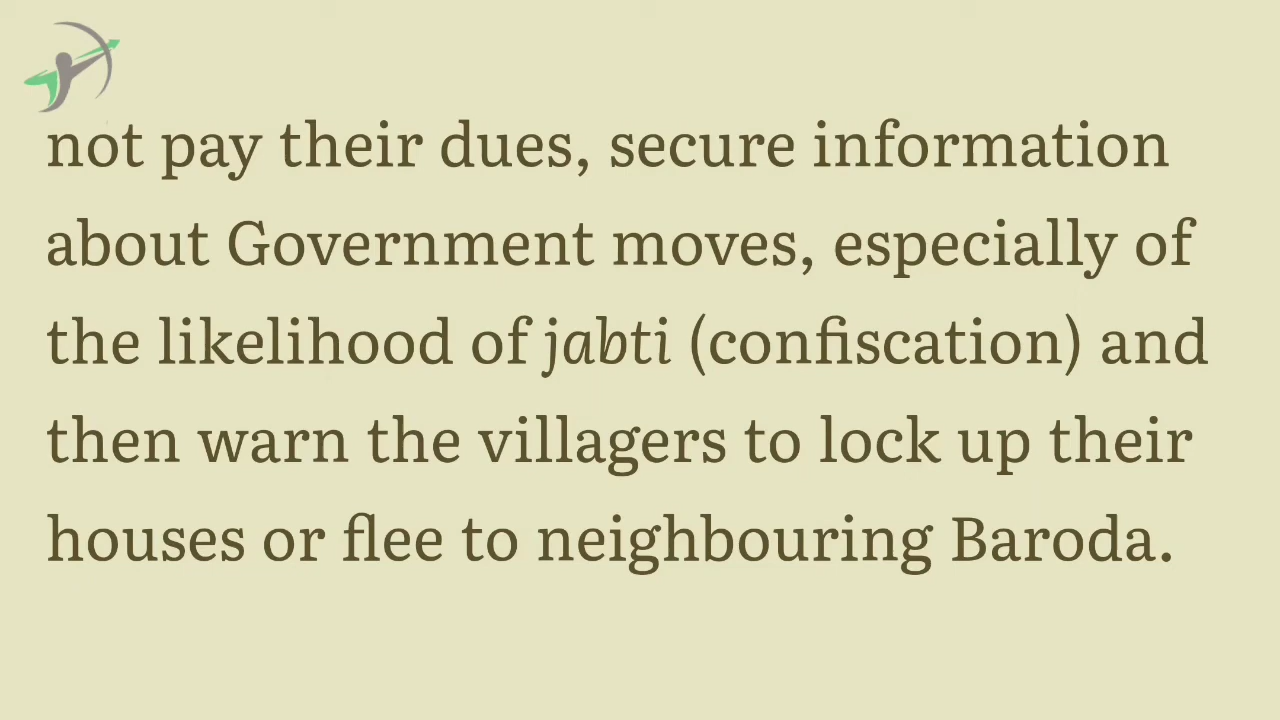 not pay their dues, secure information
about Government moves, especially of
the likelihood of jabti (confiscation) and
then warn the villagers to lock up their
houses or flee to neighbouring Baroda.